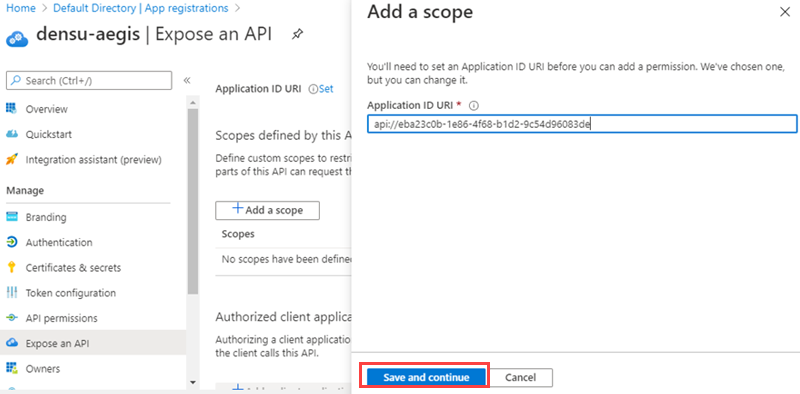 Home > Default Directory | App registrations >
densu-aegis | Expose an API
Search (Ctrl+/)
Overview
Quickstart
Integration assistant (preview)
Manage
Branding
Authentication
Certificates & secrets
Token configuration
API permissions
Expose an API
Owners
Application ID URI Set
Scopes defined by this A
Define custom scopes to restri
parts of this API can request th
+ Add a scope
Scopes
No scopes have been define
Authorized client applicatio
Authorizing a client application
the client calls this API.
+ Add a client application
Add a scope
You'll need to set an Application ID URI before you can add a permission. We've chosen one,
but you can change it.
Application ID URI *
api://eba23c0b-1e86-4f68-b1d2-9c54d96083de
Save and continue
Cancel